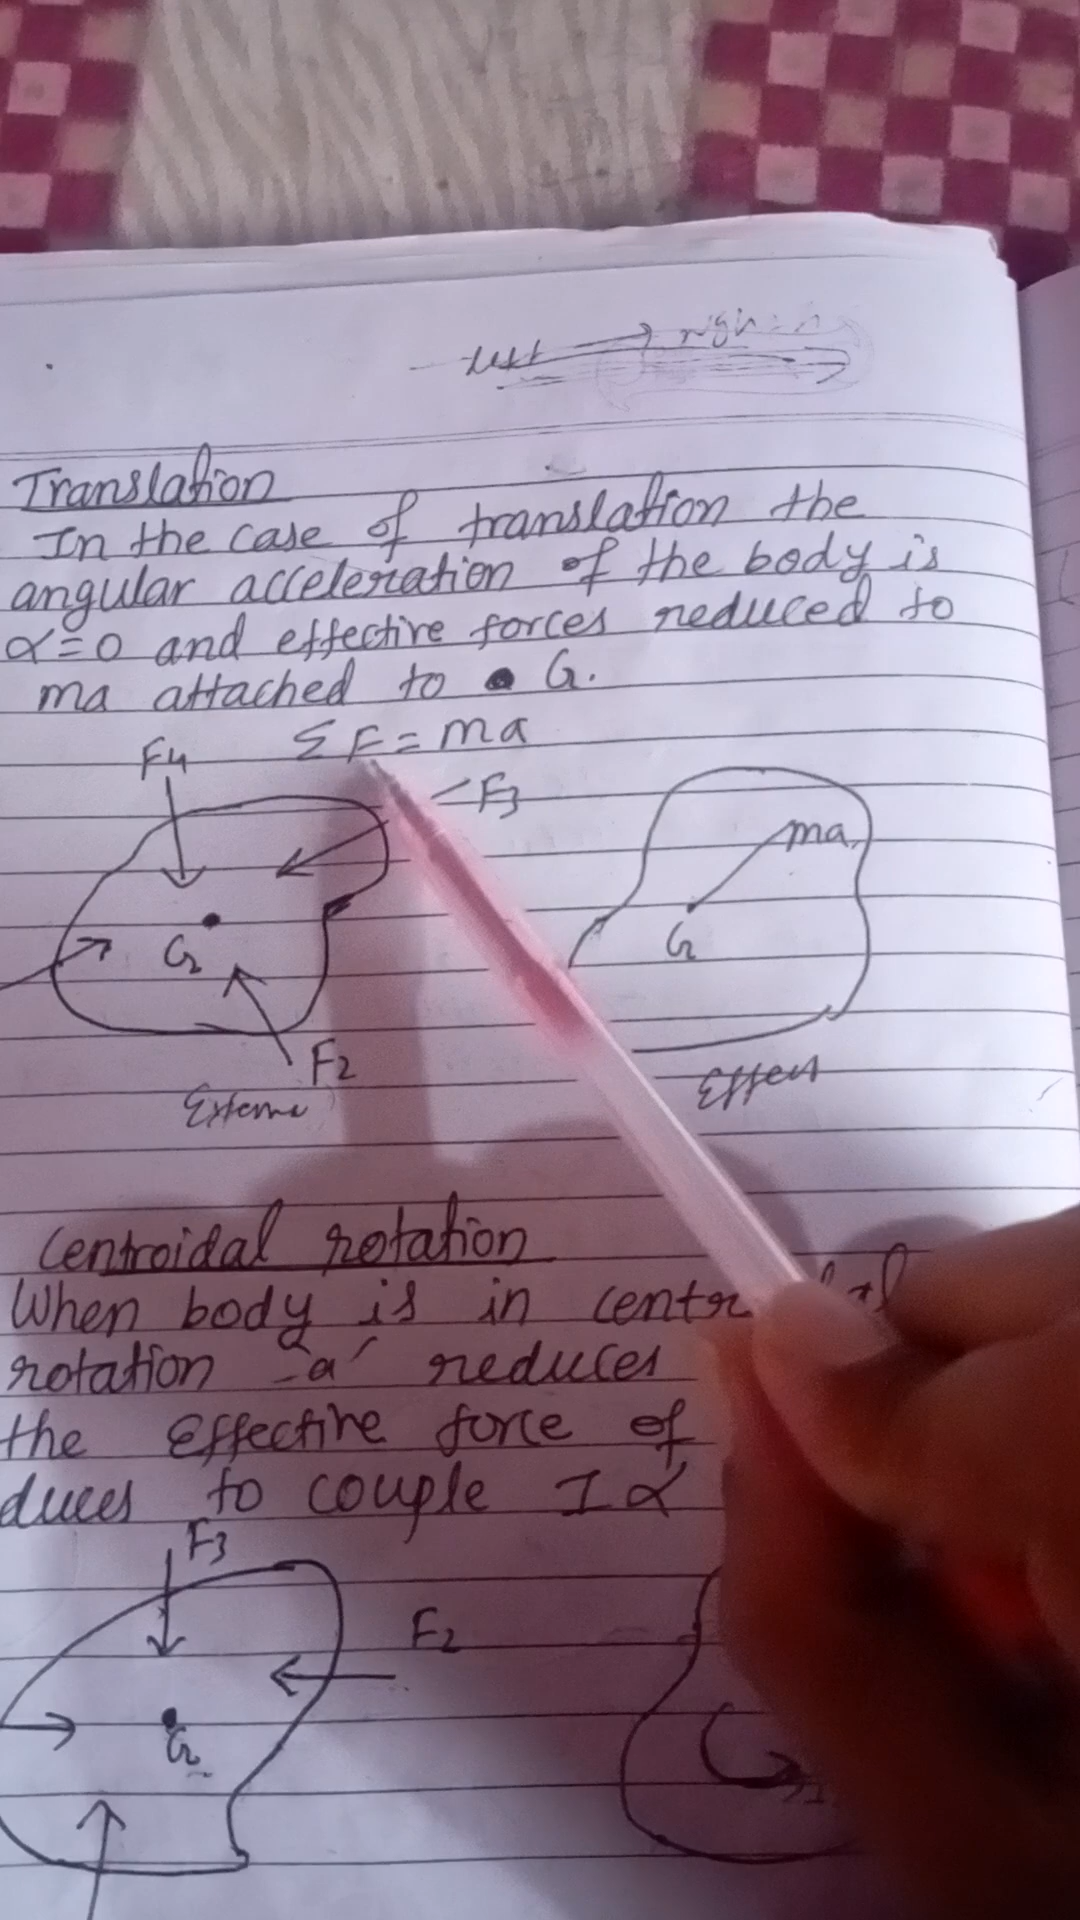 left
Translation
In the case of translation the
angular acceleration of the body is
α=0 and effective forces reduced to
ma attached to G.
ΣF=ma
F4
F3
ma
G
G
F2
Effect
Centroidal rotation
When body is in
rotation a reduces
the effective force of
duces to couple Iα
F3
F2
G